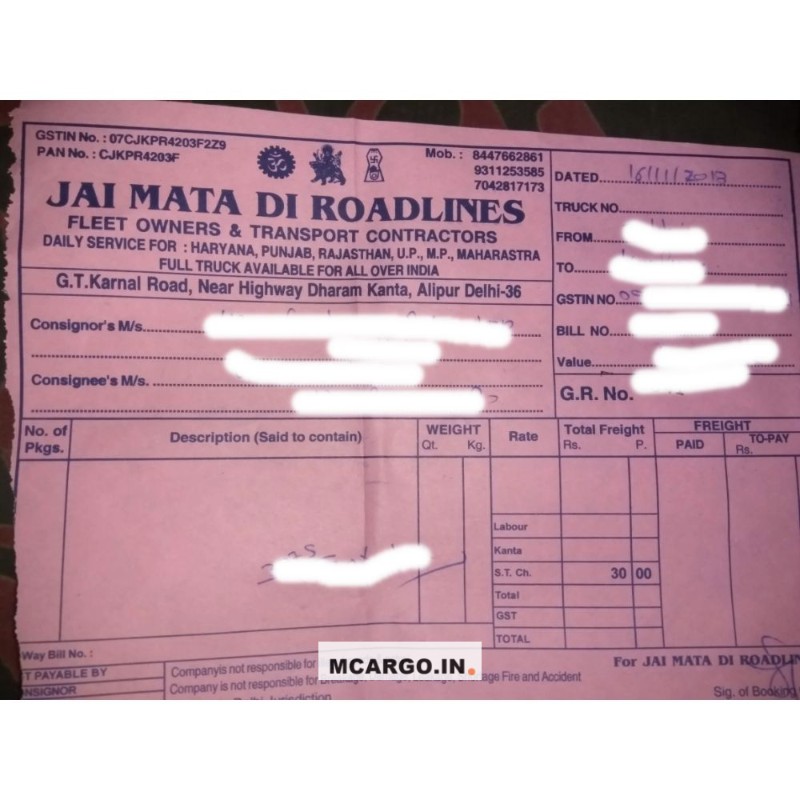 GSTIN No. : 07CJKPR4203F2Z9
PAN No. : CJKPR4203F
Mob. : 8447662861
9311253585
7042817173
JAI MATA DI ROADLINES
FLEET OWNERS & TRANSPORT CONTRACTORS
DAILY SERVICE FOR : HARYANA, PUNJAB, RAJASTHAN, U.P., M.P., MAHARASTRA
FULL TRUCK AVAILABLE FOR ALL OVER INDIA
G.T.Karnal Road, Near Highway Dharam Kanta, Alipur Delhi-36
DATED
TRUCK NO.
FROM
TO
GSTIN NO
BILL NO.
Value
G.R. No.
Consignor's M/s.
Consignee's M/s.
No. of Pkgs.
Description (Said to contain)
WEIGHT
Qt. Kg.
Rate
Total Freight
Rs. P.
FREIGHT
PAID
TO-PAY
Rs.
Labour
Kanta
S.T. Ch. 30 00
Total
GST
TOTAL
Way Bill No. :
PAYABLE BY
Company is not responsible for
Company is not responsible for Fire and Accident
For JAI MATA DI
Sig. of Booking
MCARGO.IN.